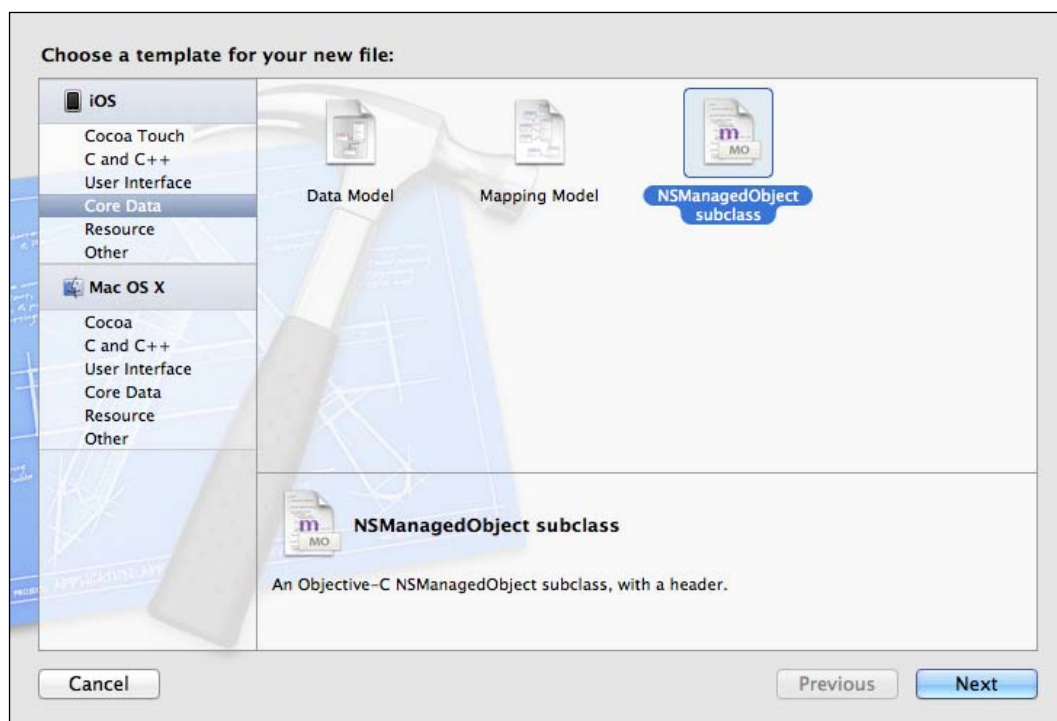 Choose a template for your new file:
iOS
Cocoa Touch
C and C++
User Interface
Core Data
Resource
Other
Mac OS X
Cocoa
C and C++
User Interface
Core Data
Resource
Other
Data Model
Mapping Model
m
MO
NSManagedObject
subclass
m
MO
NSManagedObject subclass
An Objective-C NSManagedObject subclass, with a header.
Cancel
Previous
Next